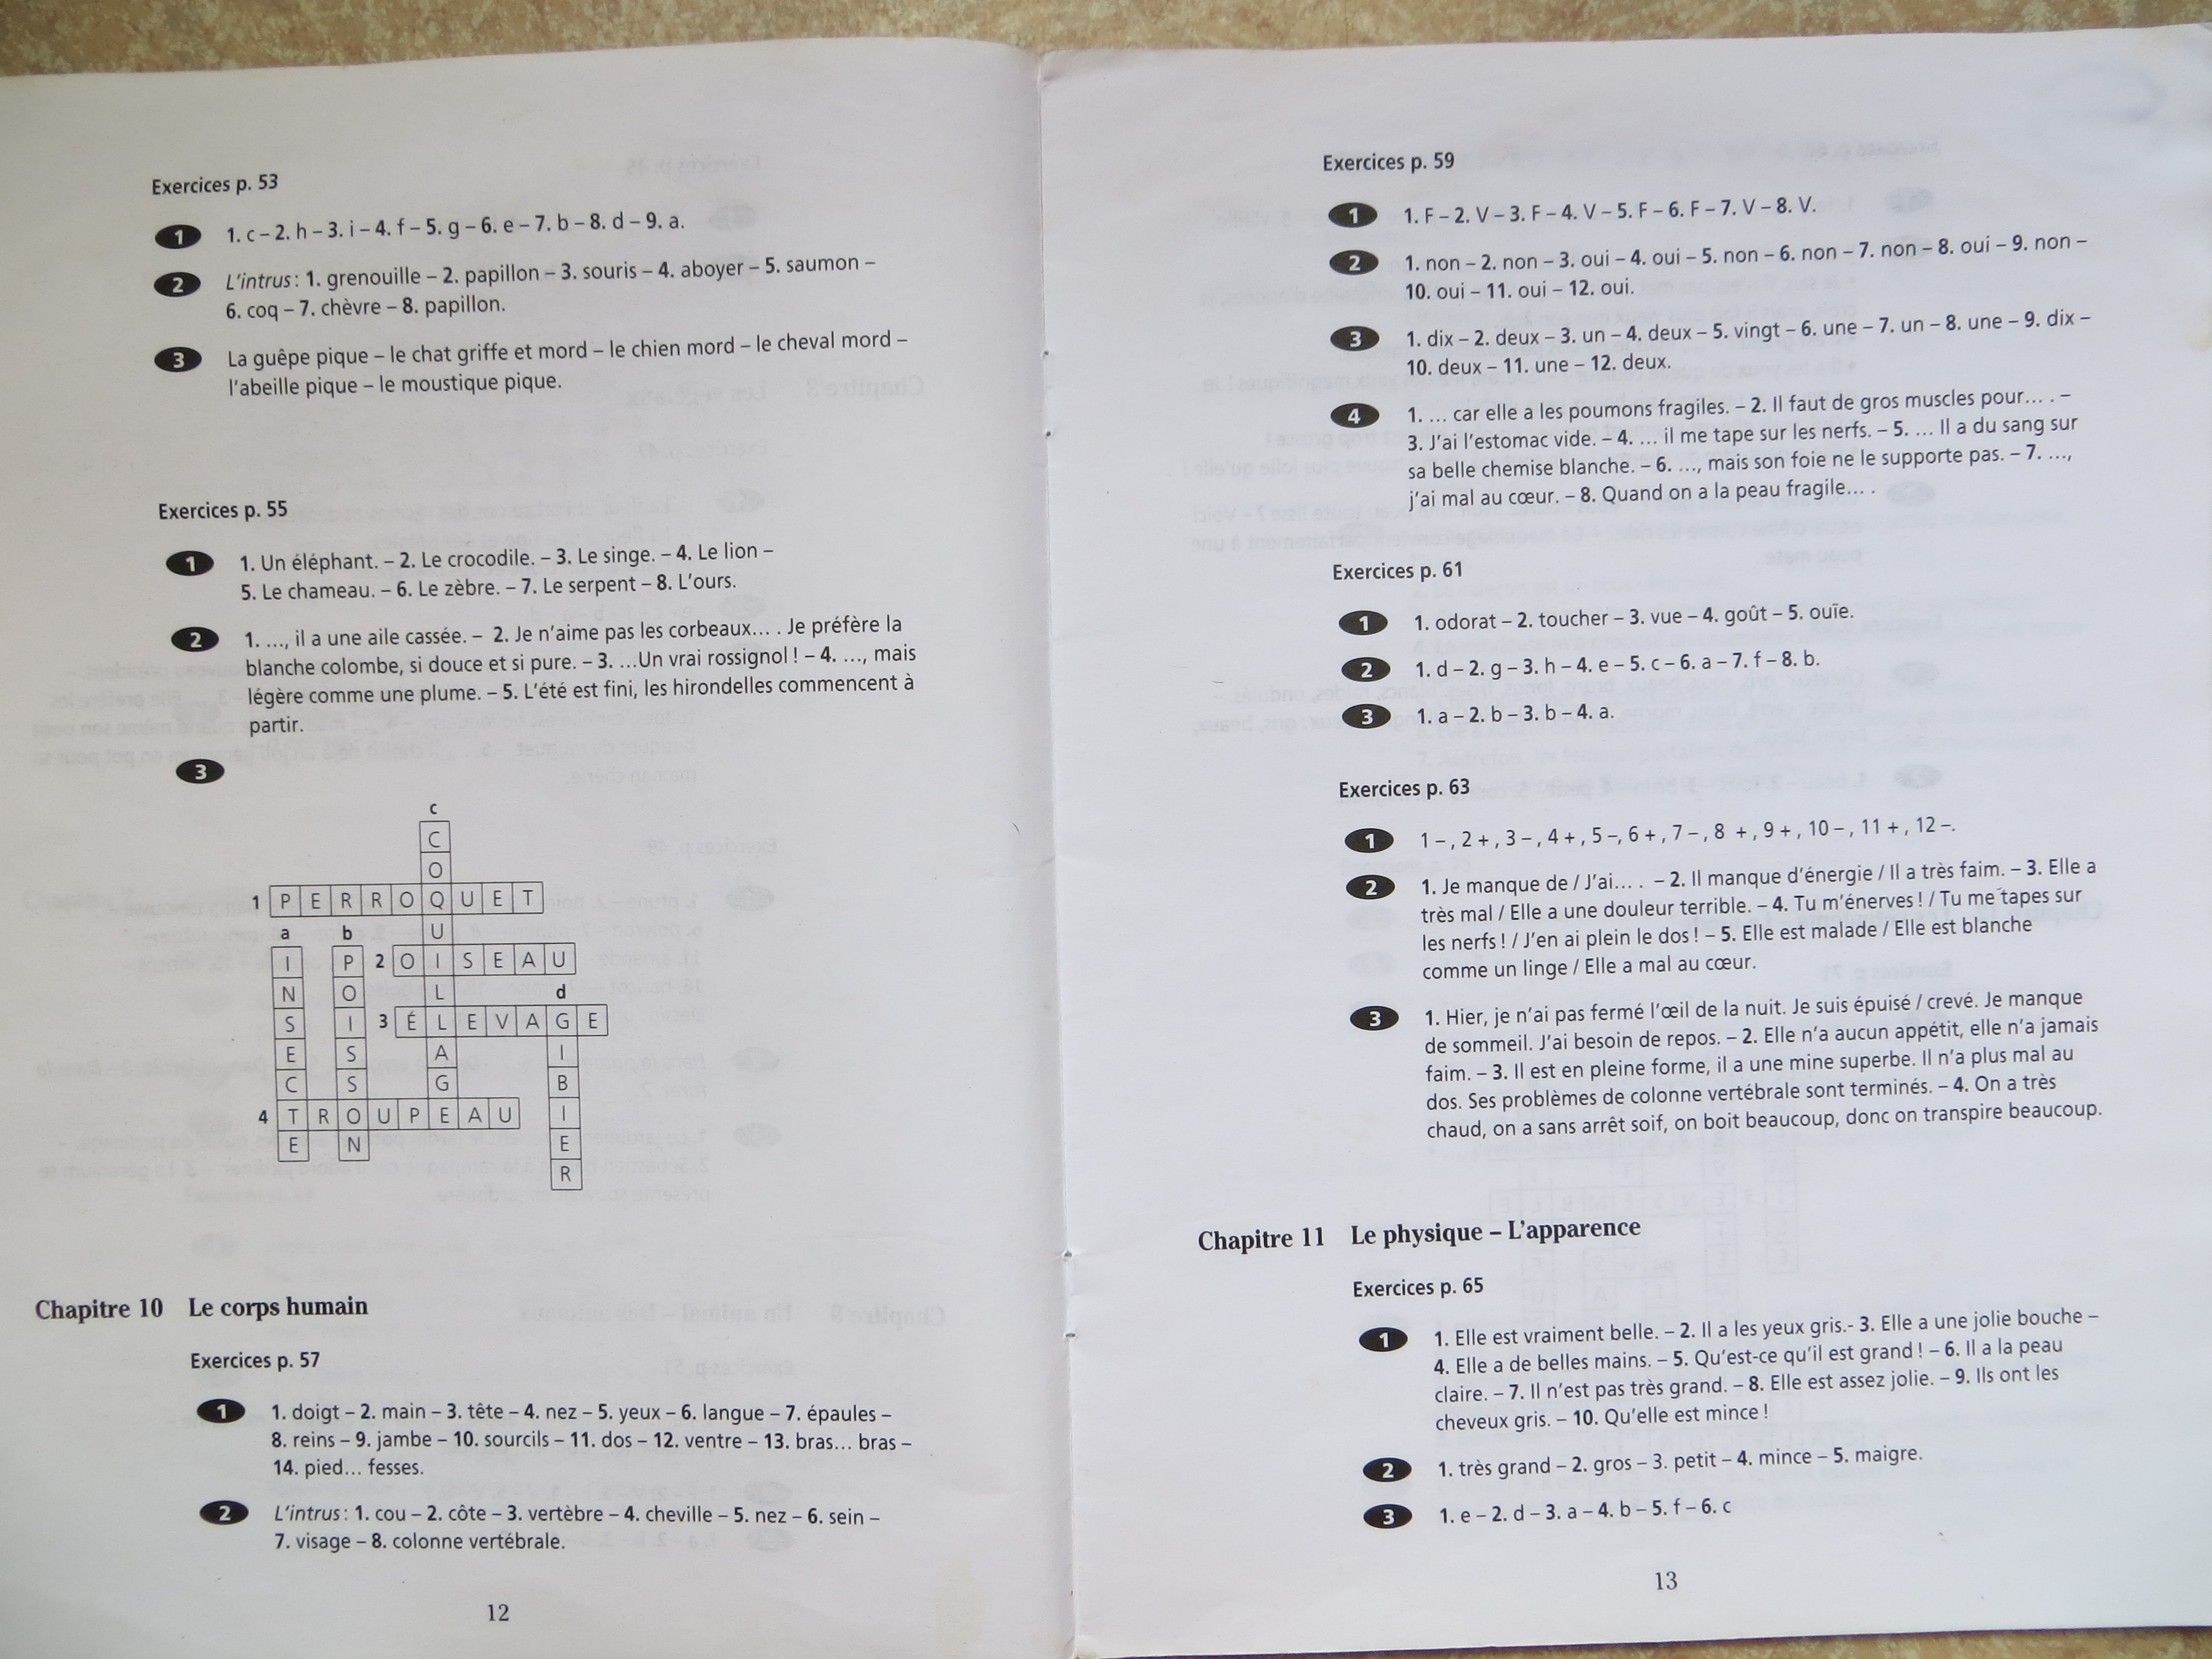 Exercices p. 53
1 1. c – 2. h – 3. i – 4. f – 5. g – 6. e – 7. b – 8. d – 9. a.
2 L'intrus : 1. grenouille – 2. papillon – 3. souris – 4. aboyer – 5. saumon –
6. coq – 7. chèvre – 8. papillon.
3 La guêpe pique – le chat griffe et mord – le chien mord – le cheval mord –
l'abeille pique – le moustique pique.
Exercices p. 55
1 1. Un éléphant. – 2. Le crocodile. – 3. Le singe. – 4. Le lion –
5. Le chameau. – 6. Le zèbre. – 7. Le serpent – 8. L'ours.
2 1. ..., il a une aile cassée. – 2. Je n'aime pas les corbeaux... . Je préfère la
blanche colombe, si douce et si pure. – 3. ...Un vrai rossignol ! – 4. ..., mais
légère comme une plume. – 5. L'été est fini, les hirondelles commencent à
partir.
3
c
C
O
1 P E R R O Q U E T
a b U
I P 2 O I S E A U
N O L d
S I 3 É L E V A G E
E S A I
C S G B
4 T R O U P E A U I
E N E
R
Chapitre 10 Le corps humain
Exercices p. 57
1 1. doigt – 2. main – 3. tête – 4. nez – 5. yeux – 6. langue – 7. épaules –
8. reins – 9. jambe – 10. sourcils – 11. dos – 12. ventre – 13. bras... bras –
14. pied... fesses.
2 L'intrus : 1. cou – 2. côte – 3. vertèbre – 4. cheville – 5. nez – 6. sein –
7. visage – 8. colonne vertébrale.
12
Exercices p. 59
1 1. F – 2. V – 3. F – 4. V – 5. F – 6. F – 7. V – 8. V.
2 1. non – 2. non – 3. oui – 4. oui – 5. non – 6. non – 7. non – 8. oui – 9. non –
10. oui – 11. oui – 12. oui.
3 1. dix – 2. deux – 3. un – 4. deux – 5. vingt – 6. une – 7. un – 8. une – 9. dix –
10. deux – 11. une – 12. deux.
4 1. ... car elle a les poumons fragiles. – 2. Il faut de gros muscles pour... . –
3. J'ai l'estomac vide. – 4. ... il me tape sur les nerfs. – 5. ... Il a du sang sur
sa belle chemise blanche. – 6. ..., mais son foie ne le supporte pas. – 7. ...,
j'ai mal au cœur. – 8. Quand on a la peau fragile... .
Exercices p. 61
1 1. odorat – 2. toucher – 3. vue – 4. goût – 5. ouïe.
2 1. d – 2. g – 3. h – 4. e – 5. c – 6. a – 7. f – 8. b.
3 1. a – 2. b – 3. b – 4. a.
Exercices p. 63
1 1 – , 2 + , 3 – , 4 + , 5 –, 6 + , 7 – , 8 + , 9 + , 10 – , 11 + , 12 –.
2 1. Je manque de / J'ai... . – 2. Il manque d'énergie / Il a très faim. – 3. Elle a
très mal / Elle a une douleur terrible. – 4. Tu m'énerves ! / Tu me tapes sur
les nerfs ! / J'en ai plein le dos ! – 5. Elle est malade / Elle est blanche
comme un linge / Elle a mal au cœur.
3 1. Hier, je n'ai pas fermé l'œil de la nuit. Je suis épuisé / crevé. Je manque
de sommeil. J'ai besoin de repos. – 2. Elle n'a aucun appétit, elle n'a jamais
faim. – 3. Il est en pleine forme, il a une mine superbe. Il n'a plus mal au
dos. Ses problèmes de colonne vertébrale sont terminés. – 4. On a très
chaud, on a sans arrêt soif, on boit beaucoup, donc on transpire beaucoup.
Chapitre 11 Le physique – L'apparence
Exercices p. 65
1 1. Elle est vraiment belle. – 2. Il a les yeux gris.- 3. Elle a une jolie bouche –
4. Elle a de belles mains. – 5. Qu'est-ce qu'il est grand ! – 6. Il a la peau
claire. – 7. Il n'est pas très grand. – 8. Elle est assez jolie. – 9. Ils ont les
cheveux gris. – 10. Qu'elle est mince !
2 1. très grand – 2. gros – 3. petit – 4. mince – 5. maigre.
3 1. e – 2. d – 3. a – 4. b – 5. f – 6. c
13